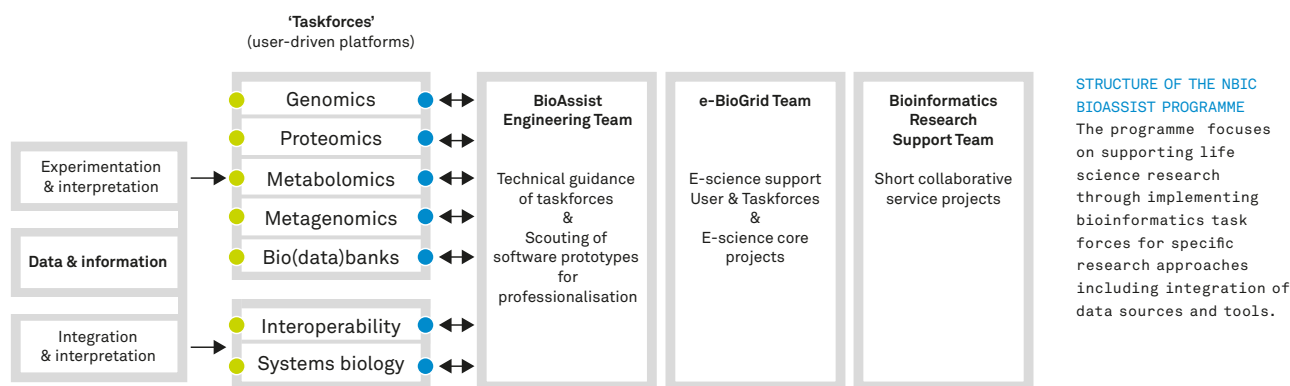 ‘Taskforces’
(user-driven platforms)
Experimentation
& interpretation
Data & information
Integration
& interpretation
Genomics
Proteomics
Metabolomics
Metagenomics
Bio(data)banks
Interoperability
Systems biology
BioAssist
Engineering Team
Technical guidance
of taskforces
&
Scouting of
software prototypes
for
professionalisation
e-BioGrid Team
E-science support
User & Taskforces
&
E-science core
projects
Bioinformatics
Research
Support Team
Short collaborative
service projects
STRUCTURE OF THE NBIC
BIOASSIST PROGRAMME
The programme focuses
on supporting life
science research
through implementing
bioinformatics task
forces for specific
research approaches
including integration of
data sources and tools.